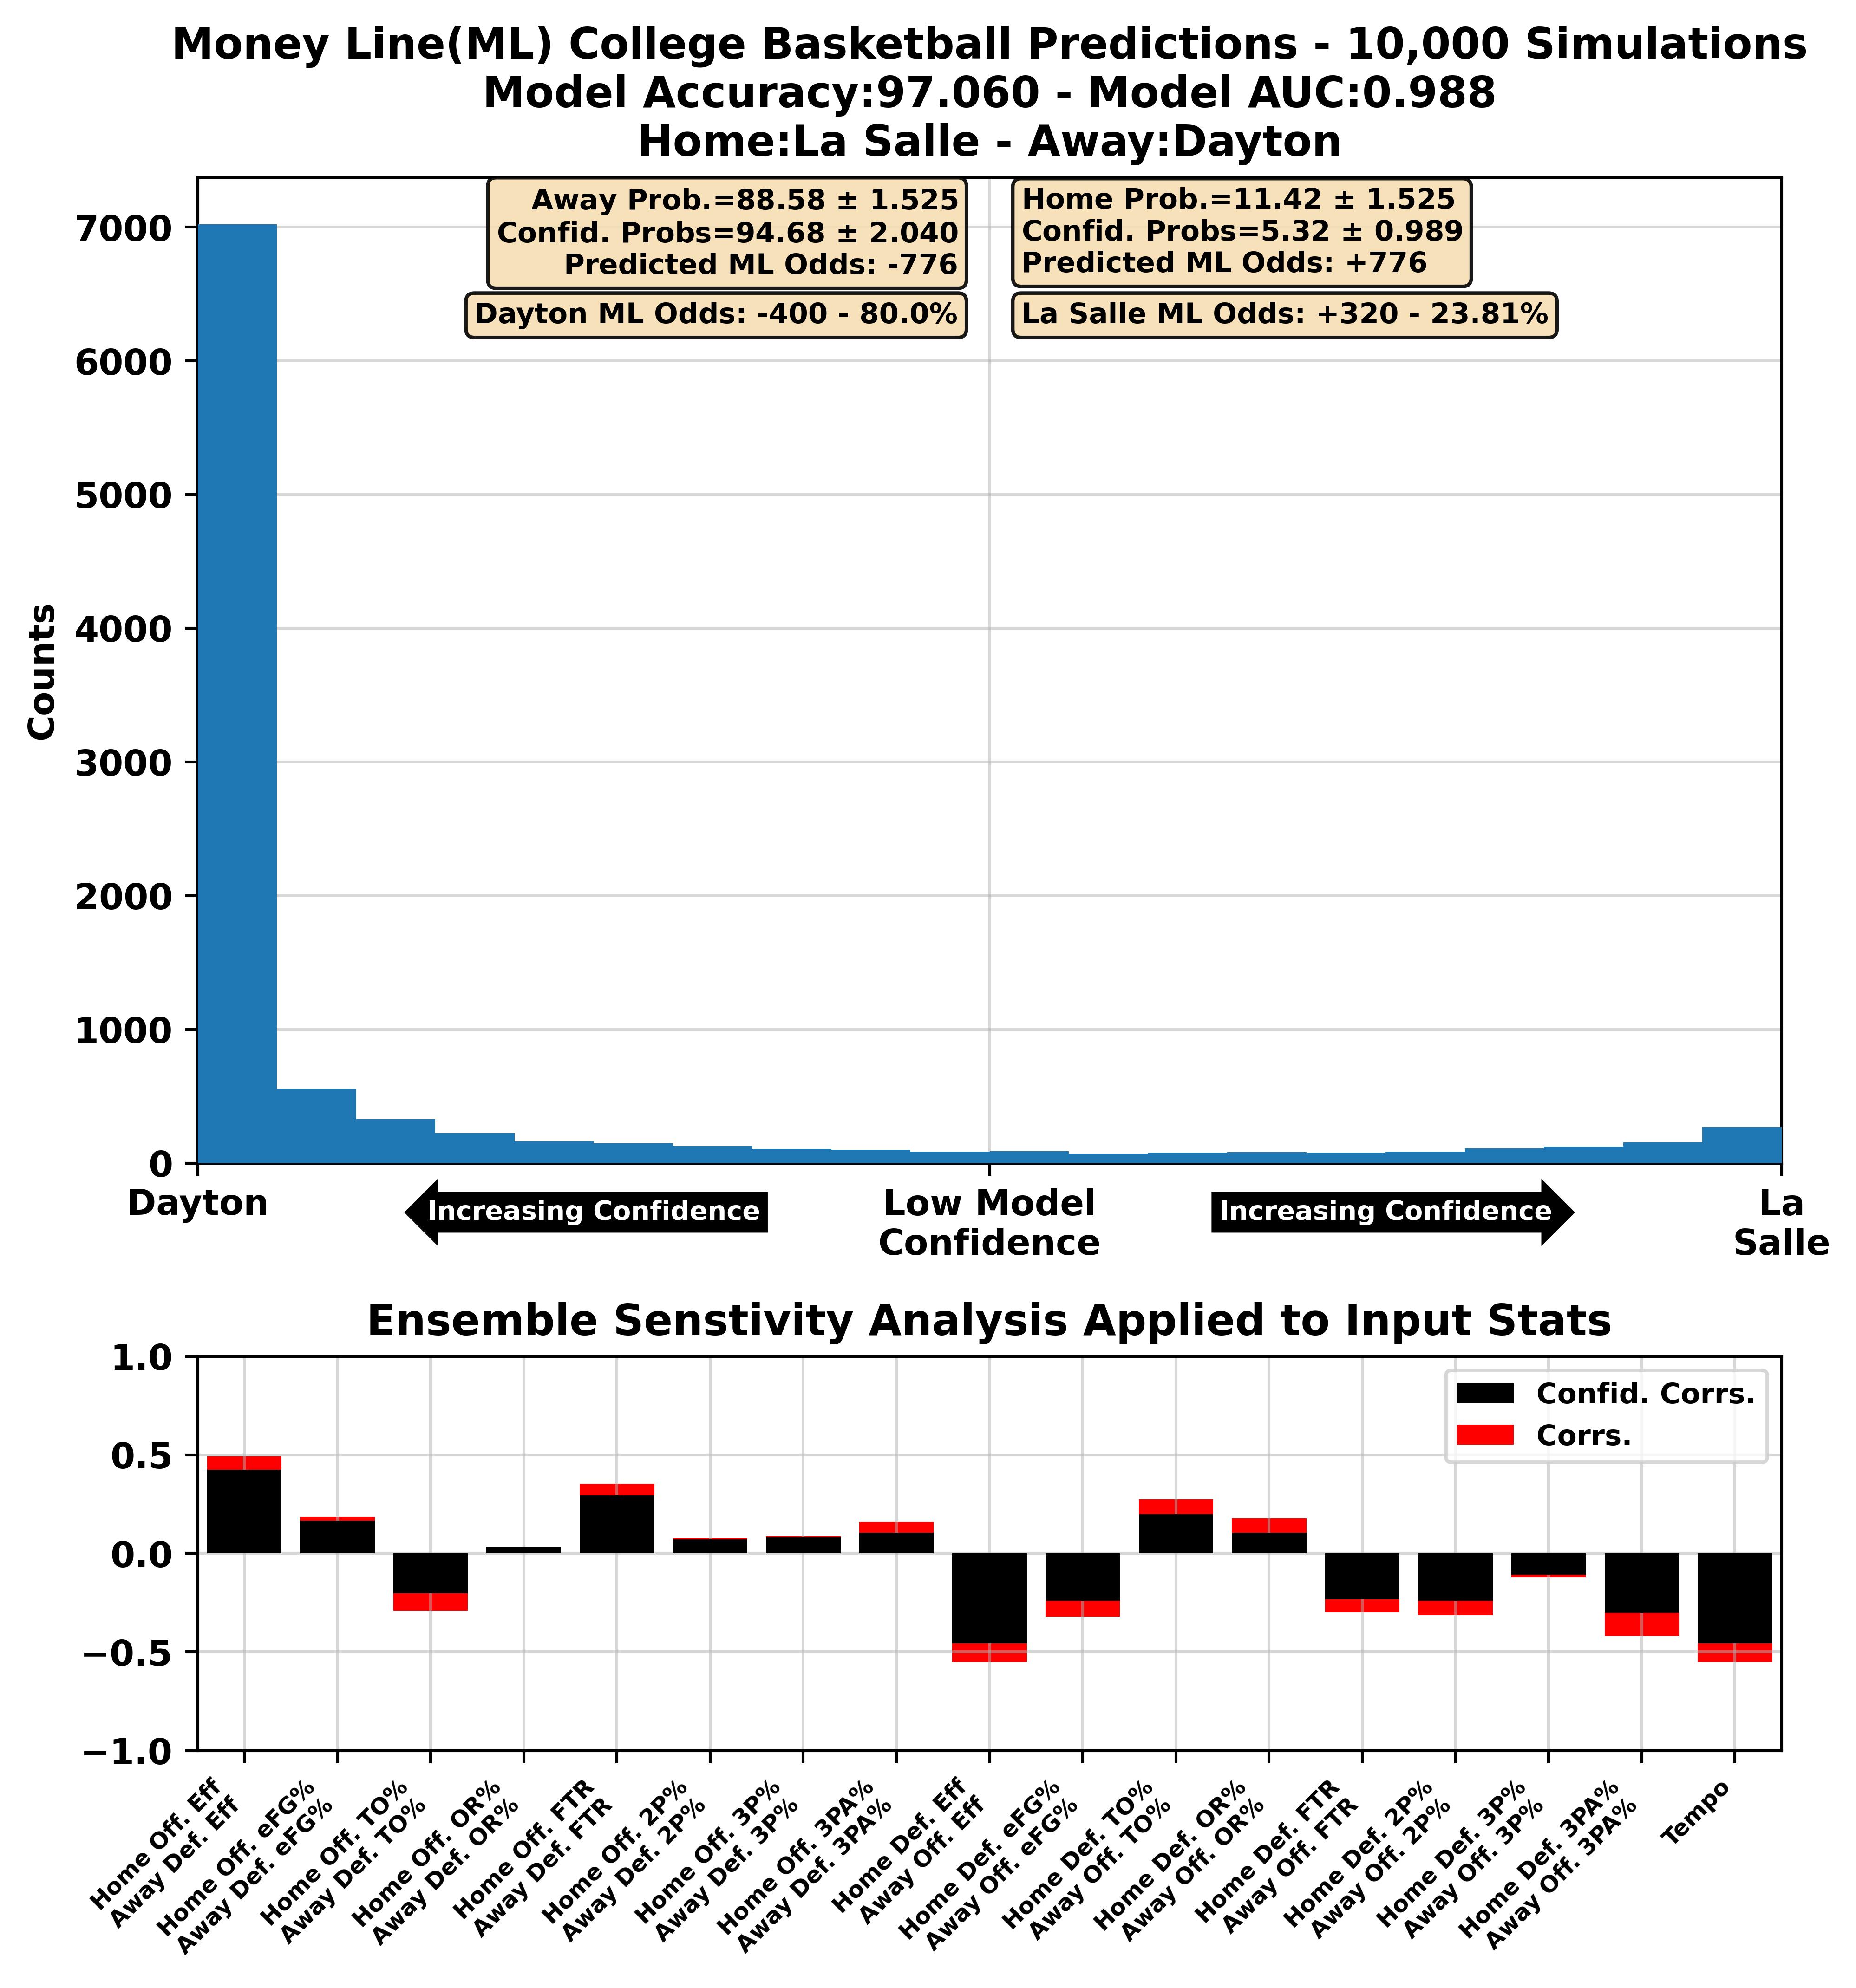 Money Line(ML) College Basketball Predictions - 10,000 Simulations
Model Accuracy:97.060 - Model AUC:0.988
Home:La Salle - Away:Dayton
Away Prob.=88.58 ± 1.525
Confid. Probs=94.68 ± 2.040
Predicted ML Odds: -776
Home Prob.=11.42 ± 1.525
Confid. Probs=5.32 ± 0.989
Predicted ML Odds: +776
Dayton ML Odds: -400 - 80.0%
La Salle ML Odds: +320 - 23.81%
Counts
7000
6000
5000
4000
3000
2000
1000
0
Dayton
Increasing Confidence
Low Model
Confidence
Increasing Confidence
La
Salle
Ensemble Senstivity Analysis Applied to Input Stats
Confid. Corrs.
Corrs.
1.0
0.5
0.0
−0.5
−1.0
Home Off. Eff
Away Def. Eff
Home Off. eFG%
Away Def. eFG%
Home Off. TO%
Away Def. TO%
Home Off. OR%
Away Def. OR%
Home Off. FTR
Away Def. FTR
Home Off. 2P%
Away Def. 2P%
Home Off. 3P%
Away Def. 3P%
Home Off. 3PA%
Away Def. 3PA%
Home Def. Eff
Away Off. Eff
Home Def. eFG%
Away Off. eFG%
Home Def. TO%
Away Off. TO%
Home Def. OR%
Away Off. OR%
Home Def. FTR
Away Off. FTR
Home Def. 2P%
Away Off. 2P%
Home Def. 3P%
Away Off. 3P%
Home Def. 3PA%
Away Off. 3PA%
Tempo